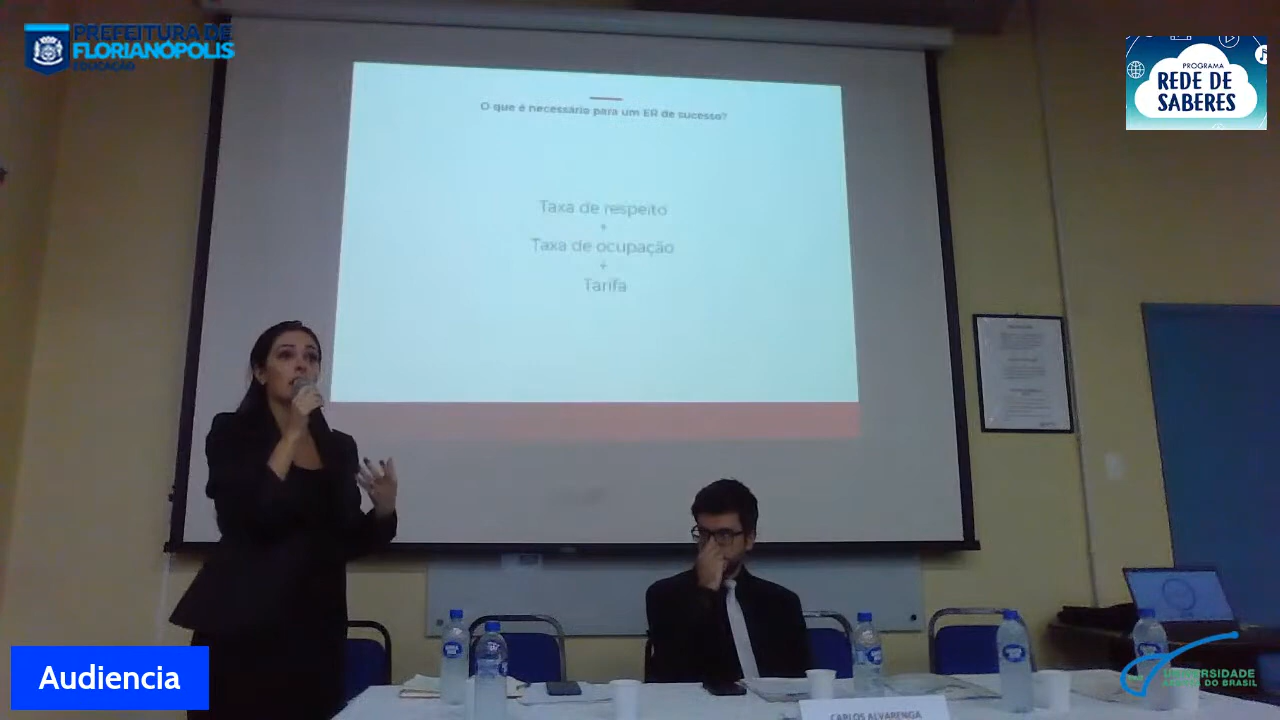 PREFEITURA DE
FLORIANÓPOLIS
EDUCAÇÃO
PROGRAMA
REDE DE
SABERES
O que é necessário para um ER de sucesso?
Taxa de respeito
+
Taxa de ocupação
+
Tarifa
Audiencia
CARLOS ALVARENGA
UNIVERSIDADE
ABERTA DO BRASIL